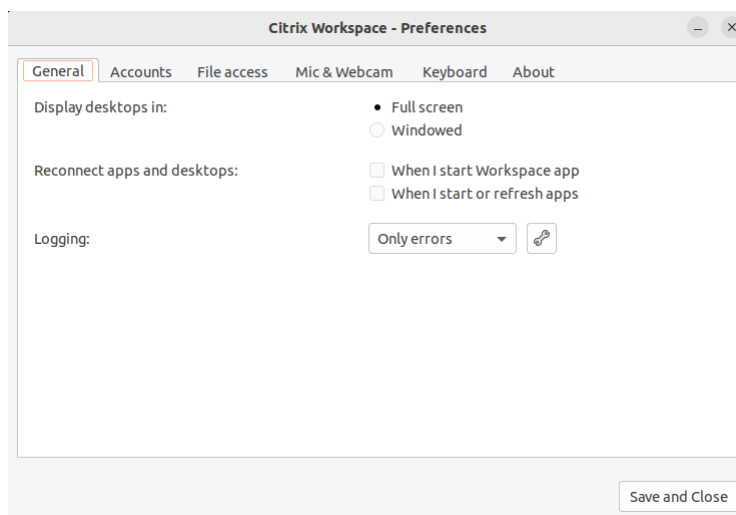 Citrix Workspace - Preferences
General Accounts File access Mic & Webcam Keyboard About
Display desktops in: Full screen
Windowed
Reconnect apps and desktops: When I start Workspace app
When I start or refresh apps
Logging: Only errors
Save and Close